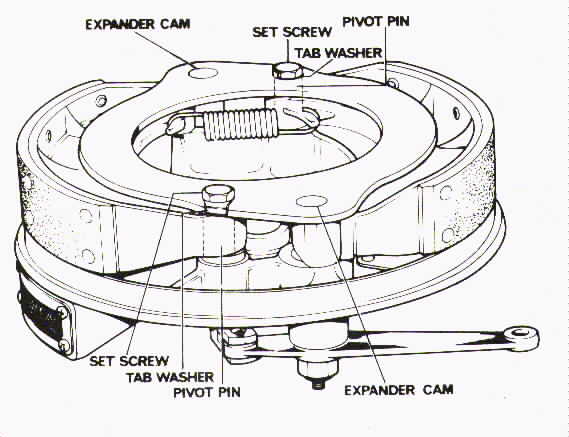 EXPANDER CAM
SET SCREW
PIVOT PIN
TAB WASHER
SET SCREW
TAB WASHER
PIVOT PIN
EXPANDER CAM